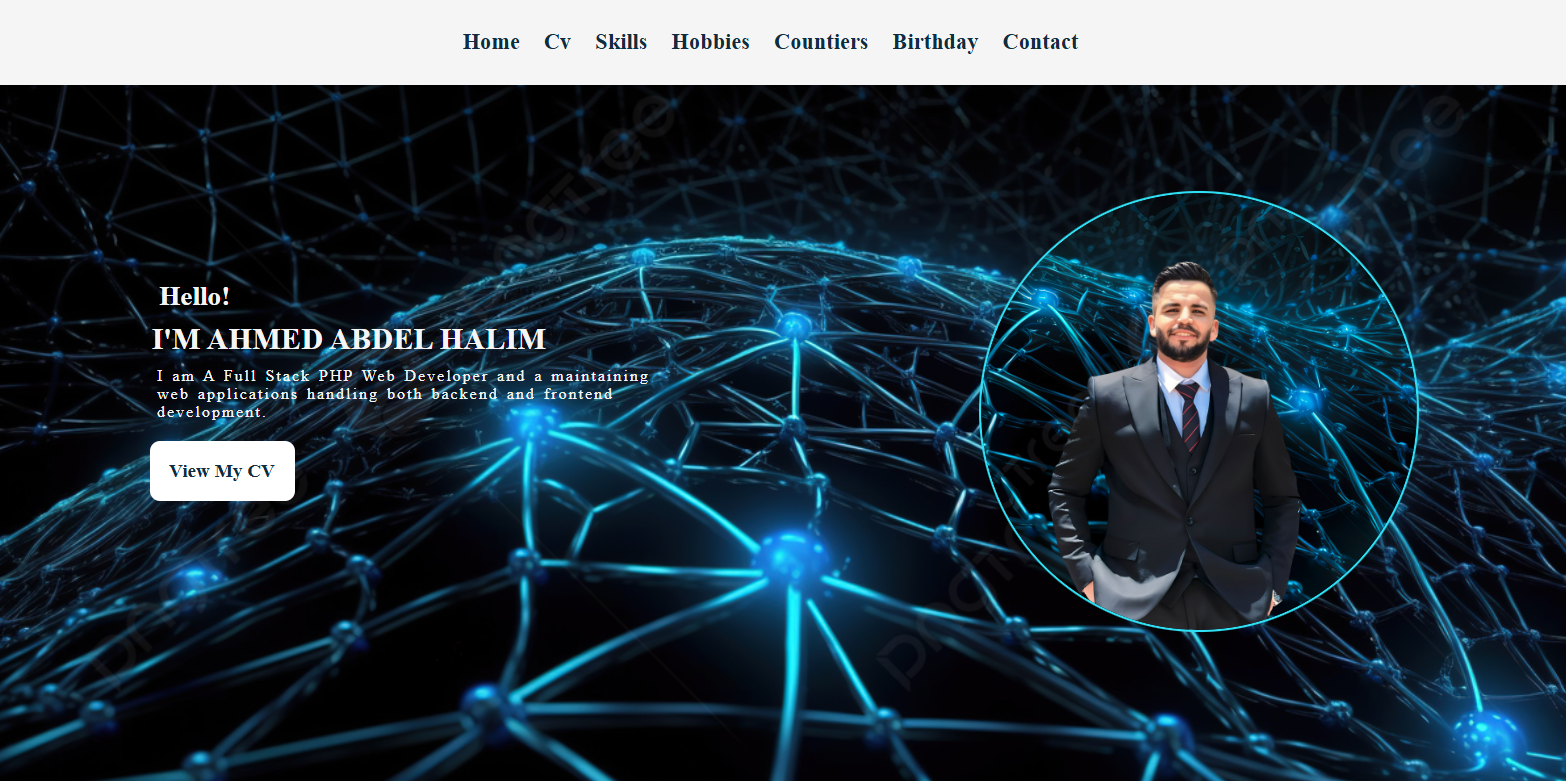 Home Cv Skills Hobbies Countiers Birthday Contact
Hello!
I'M AHMED ABDEL HALIM
I am A Full Stack PHP Web Developer and a maintaining
web applications handling both backend and frontend
development.
View My CV